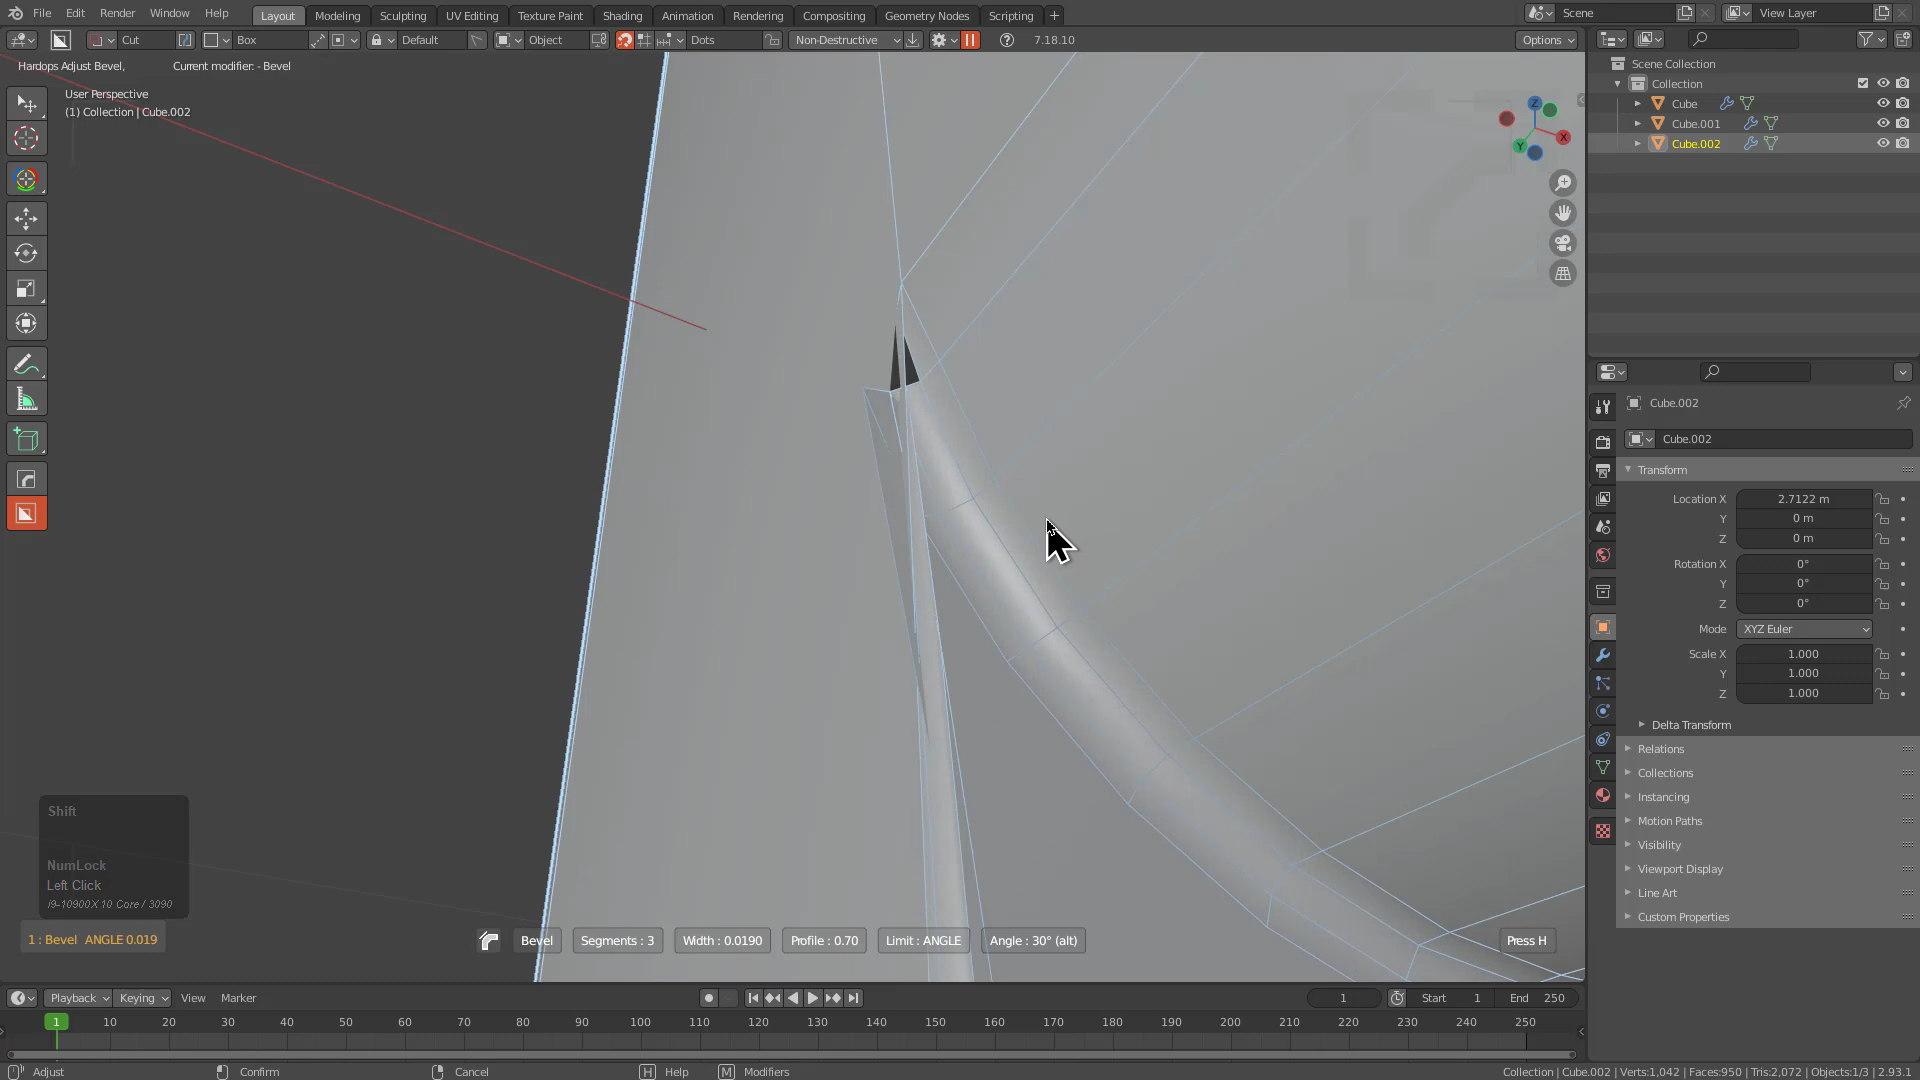 File Edit Render Window Help Layout Modeling Sculpting UV Editing Texture Paint Shading Animation Rendering Compositing Geometry Nodes Scripting + Scene View Layer
Cut Box Default Object Dots Non-Destructive 7.18.10 Options
Hardops Adjust Bevel, Current modifier: - Bevel
User Perspective
(1) Collection | Cube.002
Z
X
Y
Scene Collection
Collection
Cube
Cube.001
Cube.002
Cube.002
Cube.002
Transform
Location X 2.7122 m
Y 0 m
Z 0 m
Rotation X 0°
Y 0°
Z 0°
Mode XYZ Euler
Scale X 1.000
Y 1.000
Z 1.000
Delta Transform
Relations
Collections
Instancing
Motion Paths
Visibility
Viewport Display
Line Art
Custom Properties
Shift
NumLock
Left Click
i9-10900X 10 Core / 3090
1 : Bevel ANGLE 0.019
Bevel Segments : 3 Width : 0.0190 Profile : 0.70 Limit : ANGLE Angle : 30° (alt) Press H
Playback Keying View Marker 1 Start 1 End 250
1 10 20 30 40 50 60 70 80 90 100 110 120 130 140 150 160 170 180 190 200 210 220 230 240 250
Adjust Confirm Cancel H Help M Modifiers Collection | Cube.002 | Verts:1,042 | Faces:950 | Tris:2,072 | Objects:1/3 | 2.93.1